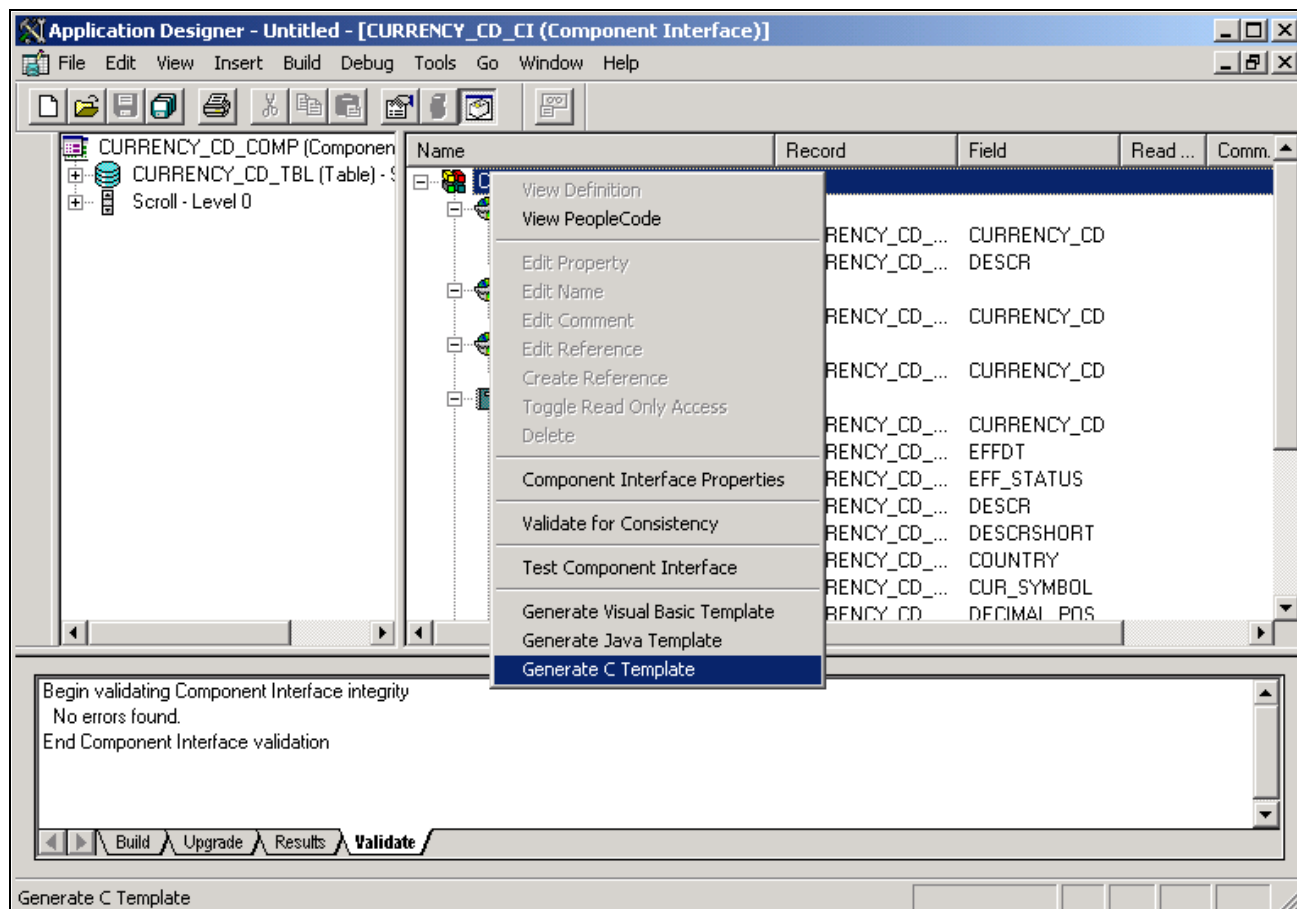 Application Designer - Untitled - [CURRENCY_CD_CI (Component Interface)]
File Edit View Insert Build Debug Tools Go Window Help
CURRENCY_CD_COMP (Componen
CURRENCY_CD_TBL (Table) - S
Scroll - Level 0
Name Record Field Read ... Comm.
C
RENCY_CD_... CURRENCY_CD
RENCY_CD_... DESCR
RENCY_CD_... CURRENCY_CD
RENCY_CD_... CURRENCY_CD
RENCY_CD_... CURRENCY_CD
RENCY_CD_... EFFDT
RENCY_CD_... EFF_STATUS
RENCY_CD_... DESCR
RENCY_CD_... DESCRSHORT
RENCY_CD_... COUNTRY
RENCY_CD_... CUR_SYMBOL
RENCY_CD DECIMAL_POS
View Definition
View PeopleCode
Edit Property
Edit Name
Edit Comment
Edit Reference
Create Reference
Toggle Read Only Access
Delete
Component Interface Properties
Validate for Consistency
Test Component Interface
Generate Visual Basic Template
Generate Java Template
Generate C Template
Begin validating Component Interface integrity
No errors found.
End Component Interface validation
Build Upgrade Results Validate
Generate C Template